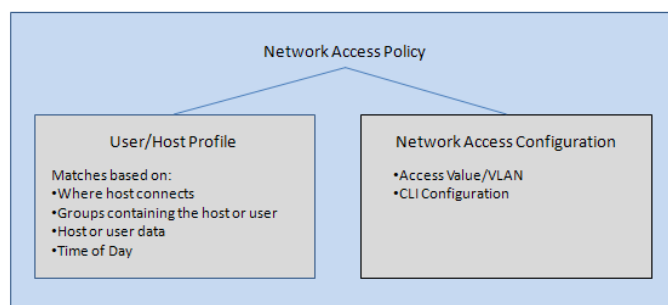 Network Access Policy
User/Host Profile
Matches based on:
•Where host connects
•Groups containing the host or user
•Host or user data
•Time of Day
Network Access Configuration
•Access Value/VLAN
•CLI Configuration